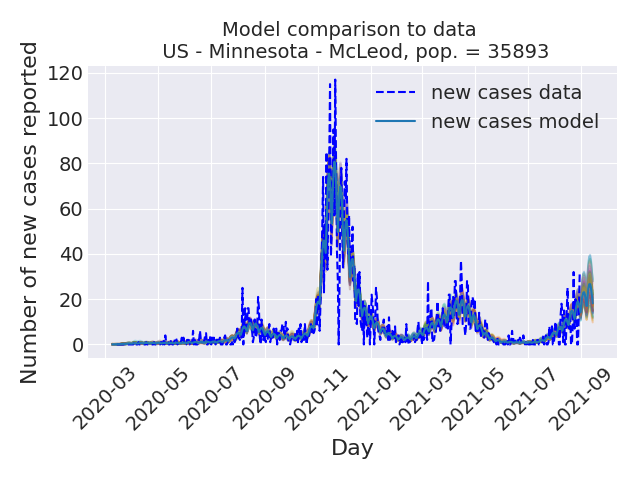 Model comparison to data
US - Minnesota - McLeod, pop. = 35893
Number of new cases reported
120
100
80
60
40
20
0
new cases data
new cases model
2020-03
2020-05
2020-07
2020-09
2020-11
2021-01
2021-03
2021-05
2021-07
2021-09
Day